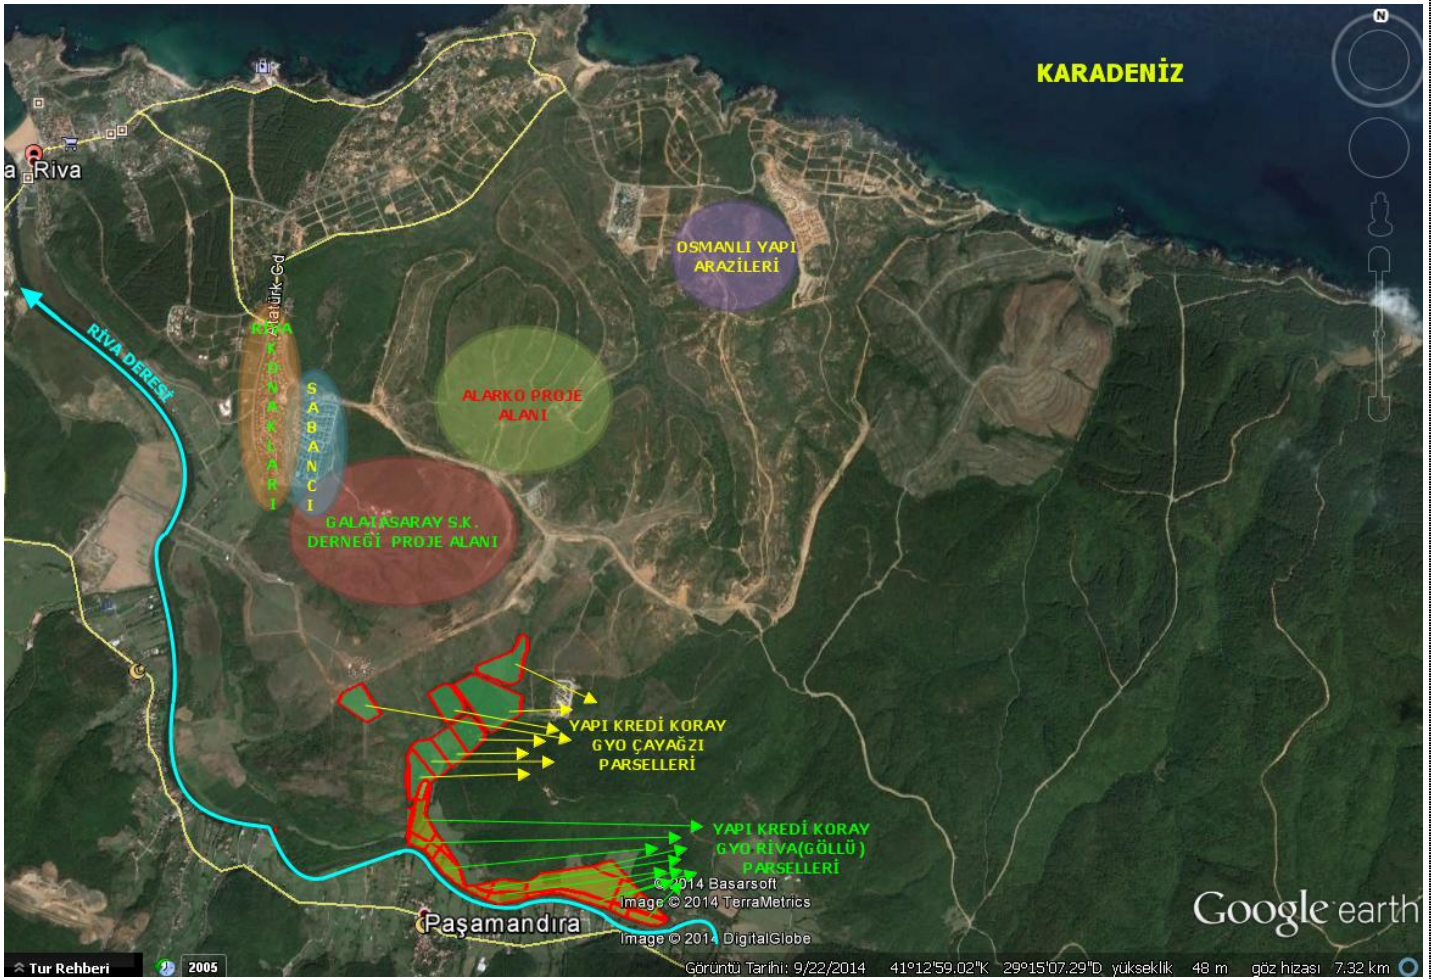 N
KARADENİZ
a Riva
OSMANLI YAPI
ARAZİLERİ
Atatürk Cd
RİVA KONAKLARI
SABANCI
RİVA DERESİ
ALARKO PROJE
ALANI
GALATASARAY S.K.
DERNEĞİ PROJE ALANI
YAPI KREDİ KORAY
GYO ÇAYAĞZI
PARSELLERİ
YAPI KREDİ KORAY
GYO RİVA(GÖLLÜ)
PARSELLERİ
© 2014 Basarsoft
Image © 2014 TerraMetrics
Image © 2014 DigitalGlobe
Paşamandıra
Google earth
Tur Rehberi
2005
Görüntü Tarihi: 9/22/2014 41°12'59.02"K 29°15'07.29"D yükseklik 48 m göz hizası 7.32 km